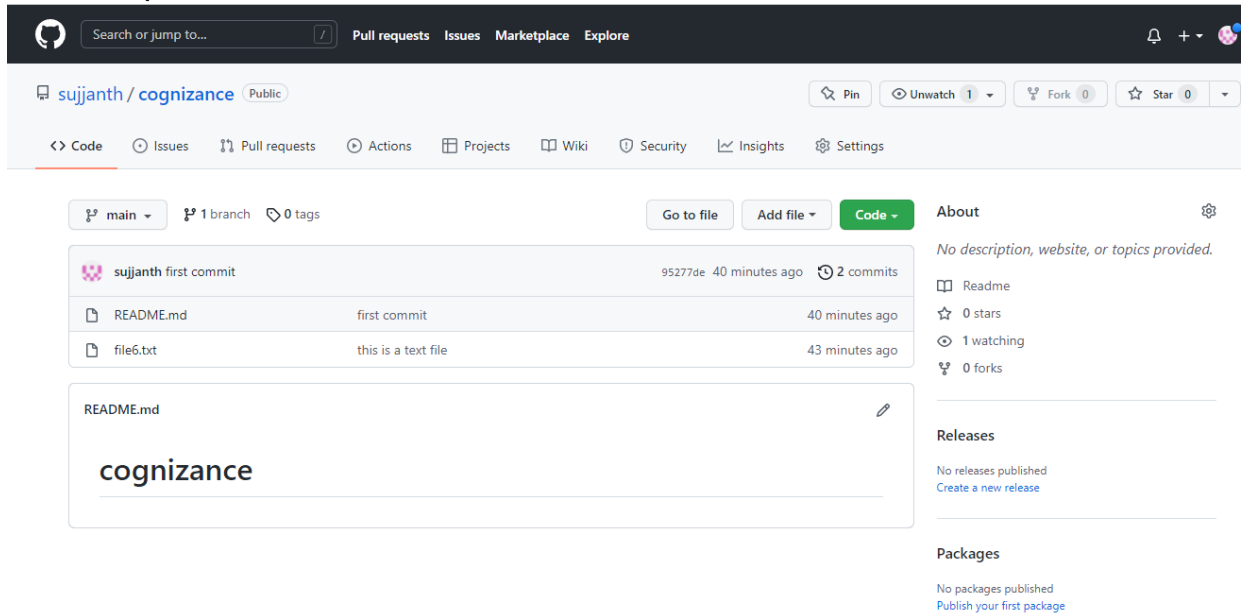 Search or jump to... /
Pull requests Issues Marketplace Explore
sujjanth / cognizance Public
Pin Unwatch 1 Fork 0 Star 0
<> Code Issues Pull requests Actions Projects Wiki Security Insights Settings
main 1 branch 0 tags Go to file Add file Code
sujjanth first commit 95277de 40 minutes ago 2 commits
README.md first commit 40 minutes ago
file6.txt this is a text file 43 minutes ago
README.md
cognizance
About
No description, website, or topics provided.
Readme
0 stars
1 watching
0 forks
Releases
No releases published
Create a new release
Packages
No packages published
Publish your first package